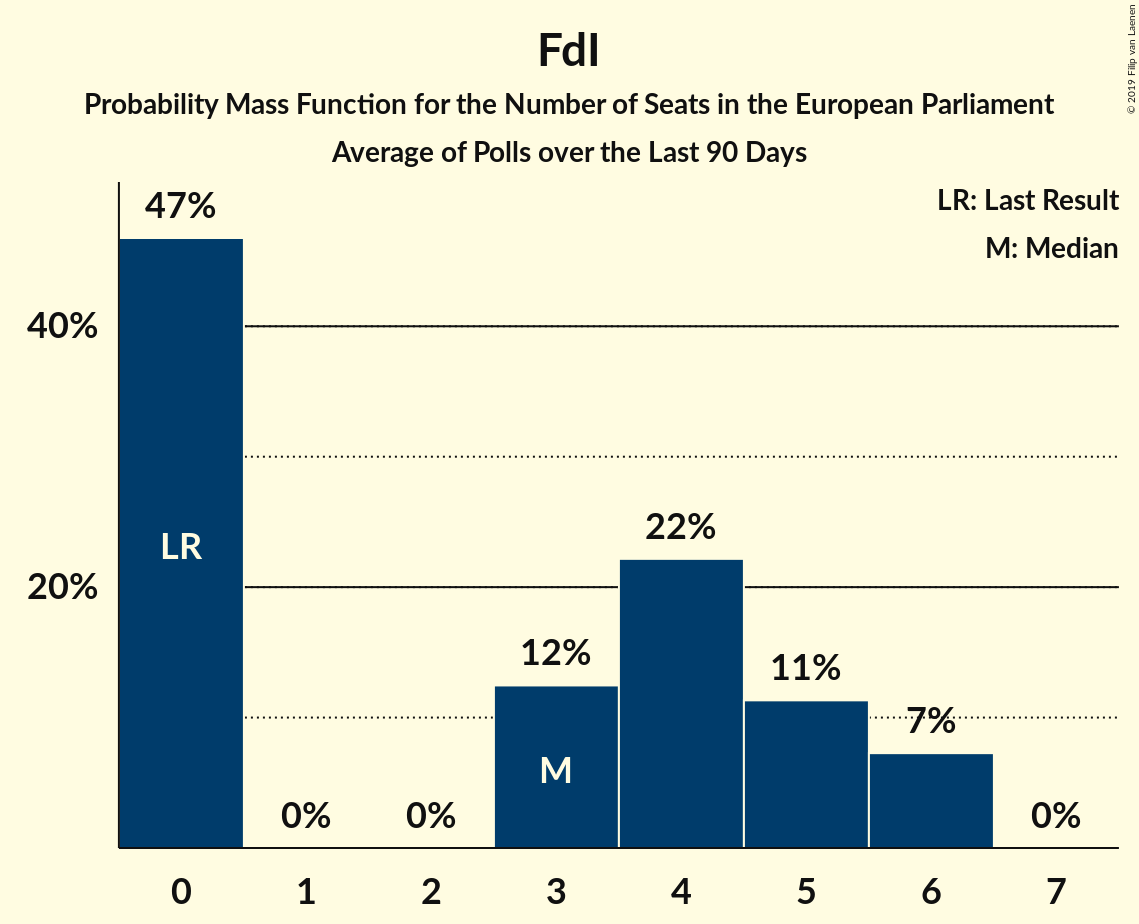 FdI
Probability Mass Function for the Number of Seats in the European Parliament
Average of Polls over the Last 90 Days
© 2019 Filip van Laenen
LR: Last Result
M: Median
47%
40%
LR
22%
20%
12%
11%
7%
M
0%
0%
0%
0
1
2
3
4
5
6
7